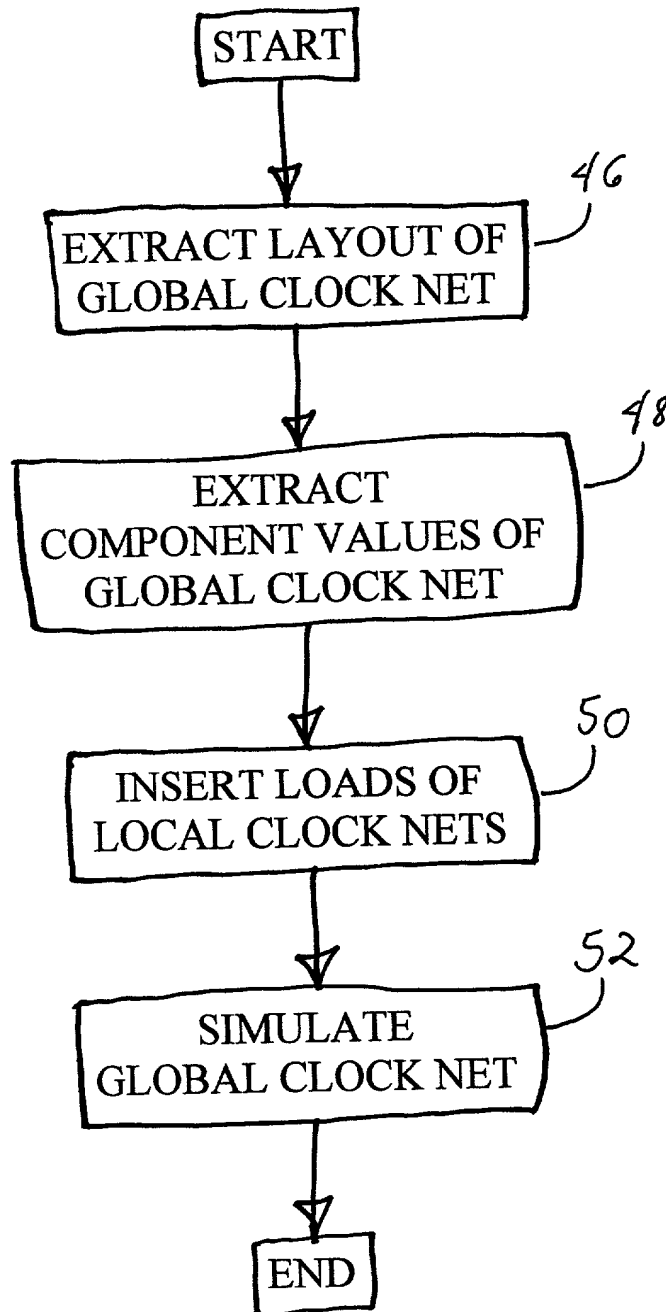 START
46
EXTRACT LAYOUT OF
GLOBAL CLOCK NET
48
EXTRACT
COMPONENT VALUES OF
GLOBAL CLOCK NET
50
INSERT LOADS OF
LOCAL CLOCK NETS
52
SIMULATE
GLOBAL CLOCK NET
END